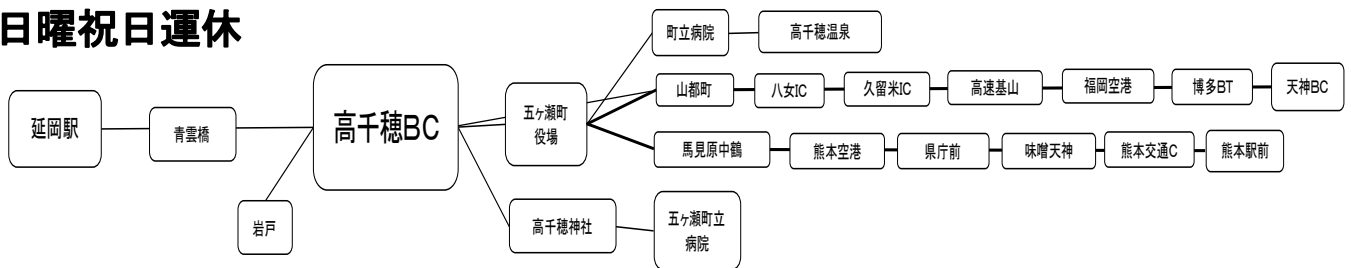 日曜祝日運休
町立病院
高千穂温泉
山都町
八女IC
久留米IC
高速基山
福岡空港
博多BT
天神BC
延岡駅
青雲橋
高千穂BC
五ヶ瀬町
役場
馬見原中鶴
熊本空港
県庁前
味噌天神
熊本交通C
熊本駅前
岩戸
高千穂神社
五ヶ瀬町立
病院